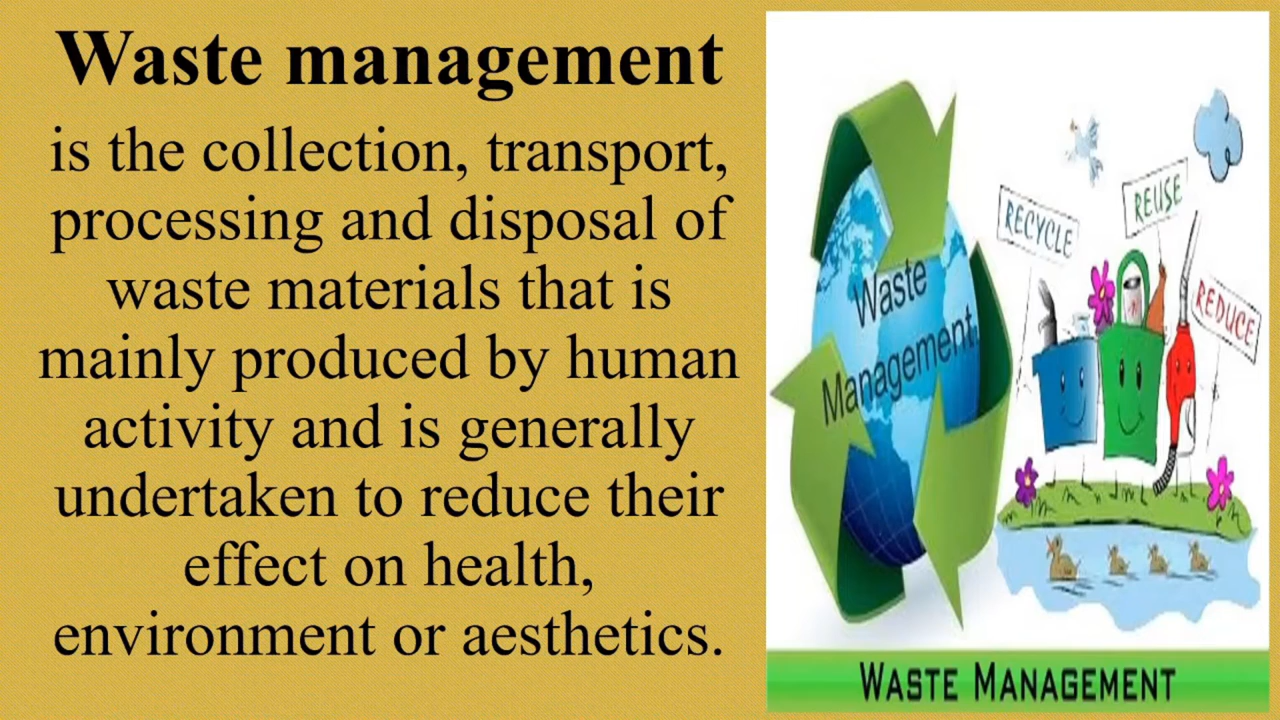 Waste management
is the collection, transport,
processing and disposal of
waste materials that is
mainly produced by human
activity and is generally
undertaken to reduce their
effect on health,
environment or aesthetics.
Waste
Management
RECYCLE
REUSE
REDUCE
WASTE MANAGEMENT